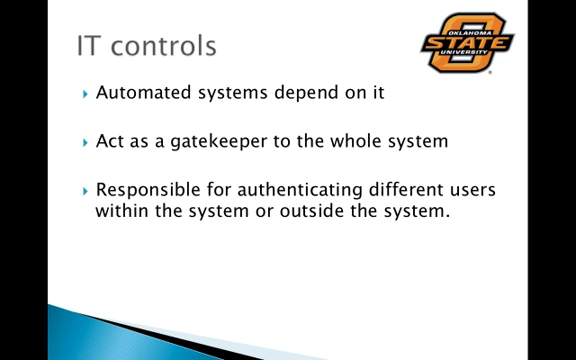 IT controls
OKLAHOMA
STATE
UNIVERSITY
Automated systems depend on it
Act as a gatekeeper to the whole system
Responsible for authenticating different users
within the system or outside the system.